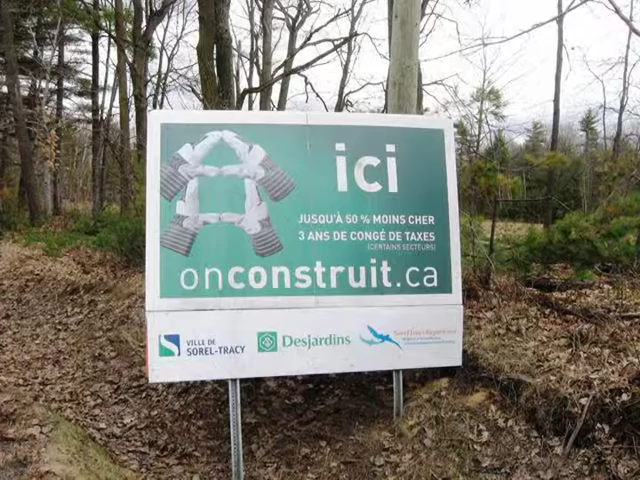 ici
JUSQU'À 50 % MOINS CHER
3 ANS DE CONGÉ DE TAXES
(CERTAINS SECTEURS)
onconstruit.ca
VILLE DE
SOREL-TRACY
Desjardins